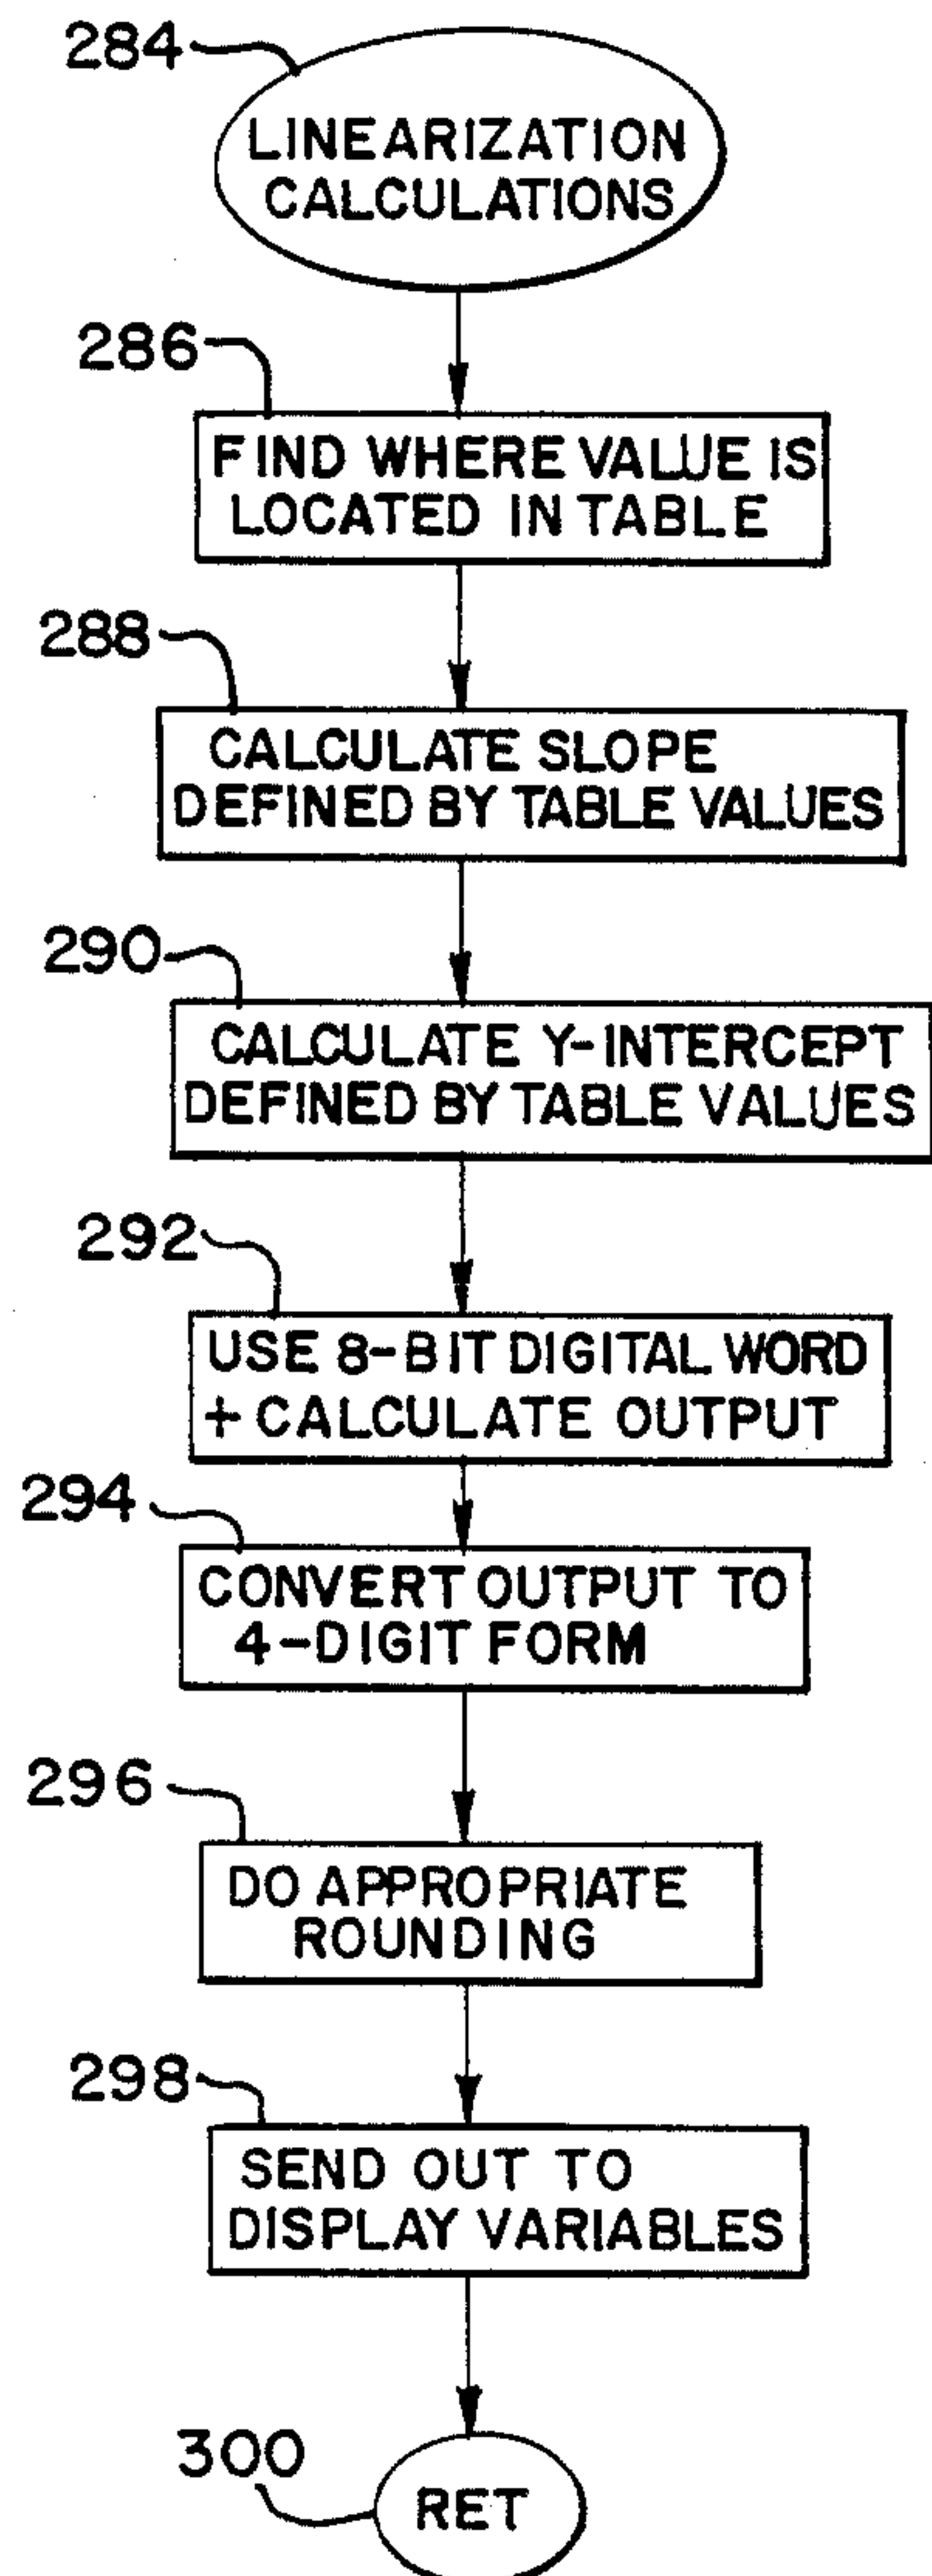 284
LINEARIZATION
CALCULATIONS
286
FIND WHERE VALUE IS
LOCATED IN TABLE
288
CALCULATE SLOPE
DEFINED BY TABLE VALUES
290
CALCULATE Y-INTERCEPT
DEFINED BY TABLE VALUES
292
USE 8-BIT DIGITAL WORD
+ CALCULATE OUTPUT
294
CONVERT OUTPUT TO
4-DIGIT FORM
296
DO APPROPRIATE
ROUNDING
298
SEND OUT TO
DISPLAY VARIABLES
300
RET